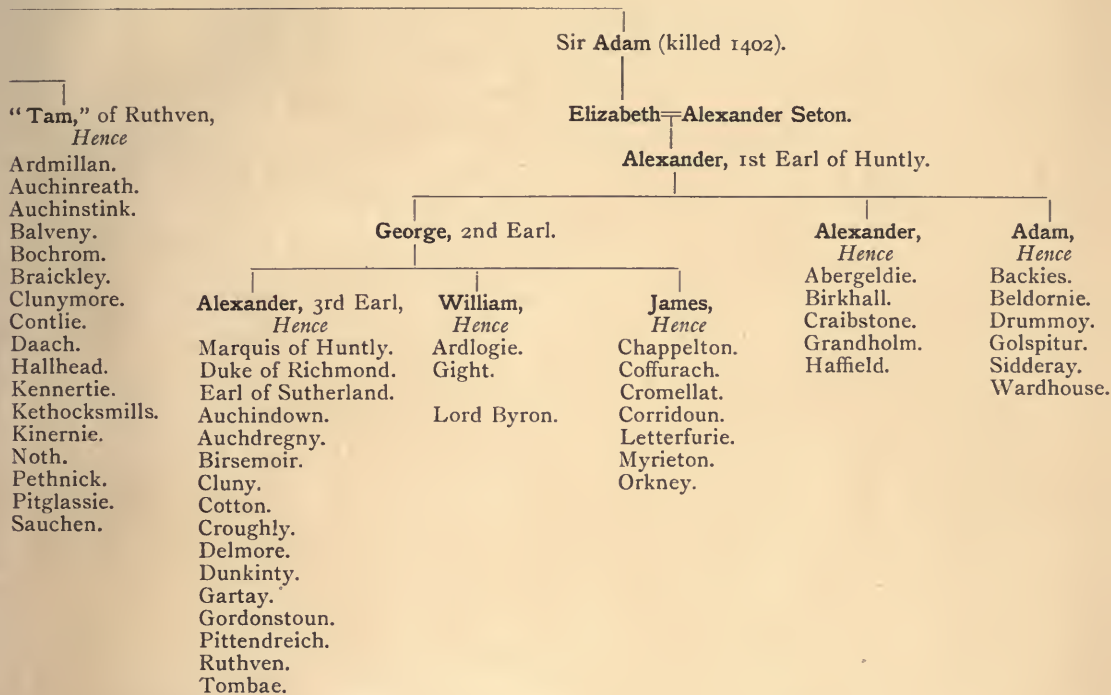 Sir Adam (killed 1402).
"Tam," of Ruthven,
Hence
Ardmillan.
Auchinreath.
Auchinstink.
Balveny.
Bochrom.
Braickley.
Clunymore.
Contlie.
Daach.
Hallhead.
Kennertie.
Kethocksmills.
Kinernie.
Noth.
Pethnick.
Pitglassie.
Sauchen.
Elizabeth=Alexander Seton.
Alexander, 1st Earl of Huntly.
George, 2nd Earl.
Alexander, 3rd Earl,
Hence
Marquis of Huntly.
Duke of Richmond.
Earl of Sutherland.
Auchindown.
Auchdregny.
Birsemoir.
Cluny.
Cotton.
Croughly.
Delmore.
Dunkinty.
Gartay.
Gordonstoun.
Pittendreich.
Ruthven.
Tombae.
William,
Hence
Ardlogie.
Gight.
Lord Byron.
James,
Hence
Chappelton.
Coffurach.
Cromellat.
Corridoun.
Letterfurie.
Myrieton.
Orkney.
Alexander,
Hence
Abergeldie.
Birkhall.
Craibstone.
Grandholm.
Haffield.
Adam,
Hence
Backies.
Beldornie.
Drummoy.
Golspitur.
Sidderay.
Wardhouse.